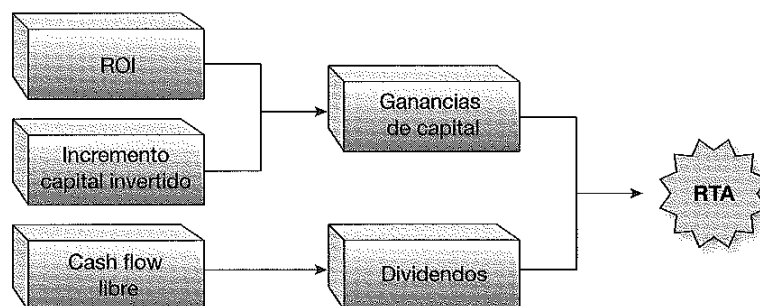 ROI
Incremento
capital invertido
Cash flow
libre
Ganancias
de capital
Dividendos
RTA